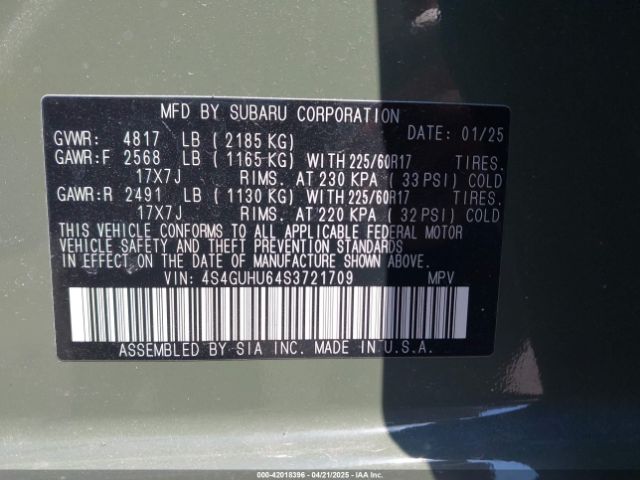 MFD BY SUBARU CORPORATION
GVWR: 4817 LB ( 2185 KG) DATE: 01/25
GAWR:F 2568 LB ( 1165 KG) WITH 225/60R17 TIRES.
17X7J RIMS. AT 230 KPA ( 33 PSI) COLD
GAWR:R 2491 LB ( 1130 KG) WITH 225/60R17 TIRES.
17X7J RIMS. AT 220 KPA ( 32 PSI) COLD
THIS VEHICLE CONFORMS TO ALL APPLICABLE FEDERAL MOTOR
VEHICLE SAFETY AND THEFT PREVENTION STANDARDS
IN EFFECT ON THE DATE OF MANUFACTURE SHOWN ABOVE.
VIN: 4S4GUHU64S3721709 MPV
ASSEMBLED BY SIA INC. MADE IN U.S.A.
000-42018396 - 04/21/2025 - IAA Inc.